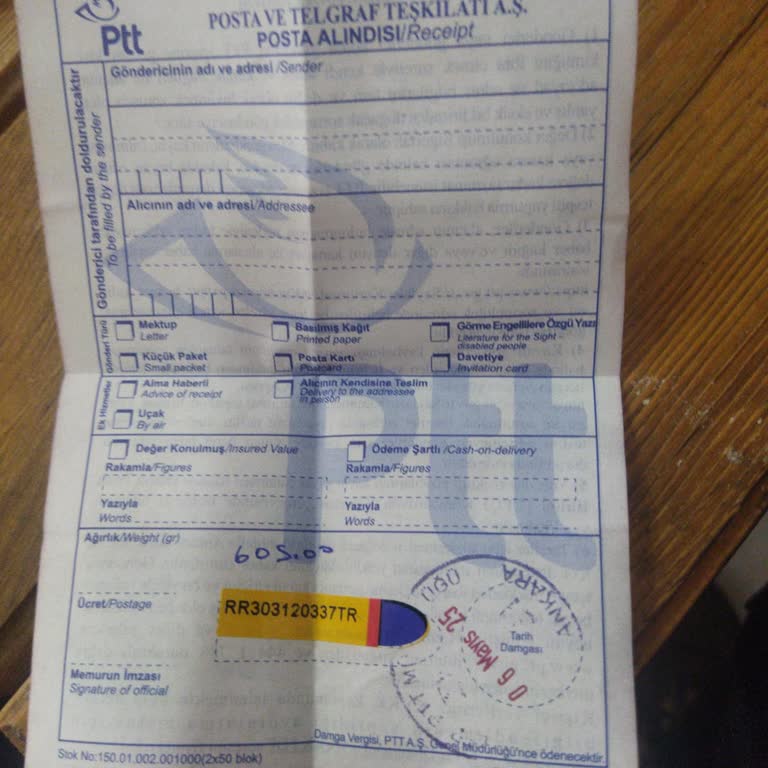 Ptt
POSTA VE TELGRAF TEŞKİLATI A.Ş.
POSTA ALINDISI/Receipt
Gönderici tarafından doldurulacaktır
To be filled by the sender
Göndericinin adı ve adresi /Sender
Alıcının adı ve adresi/Addressee
Gönderi Türü
Mektup
Letter
Basılmış Kağıt
Printed paper
Görme Engellilere Özgü Yazı
Literature for the Sight –
disabled people
Küçük Paket
Small packet
Posta Kartı
Postcard
Davetiye
Invitation card
Ek Hizmetler
Alma Haberli
Advice of receipt
Alıcının Kendisine Teslim
Delivery to the addressee
in person
Uçak
By air
Değer Konulmuş/Insured Value
Ödeme Şartlı /Cash-on-delivery
Rakamla/Figures
Rakamla/Figures
Yazıyla
Words
Yazıyla
Words
Ağırlık/Weight (gr)
605.00
Ücret/Postage
RR303120337TR
ANKARA
Tarih
Damgası
06 Mayıs 25
Memurun İmzası
Signature of official
Damga Vergisi, PTT A.Ş. Genel Müdürlüğü'nce ödenecektir.
Stok No:150.01.002.001000(2x50 blok)
Ptt